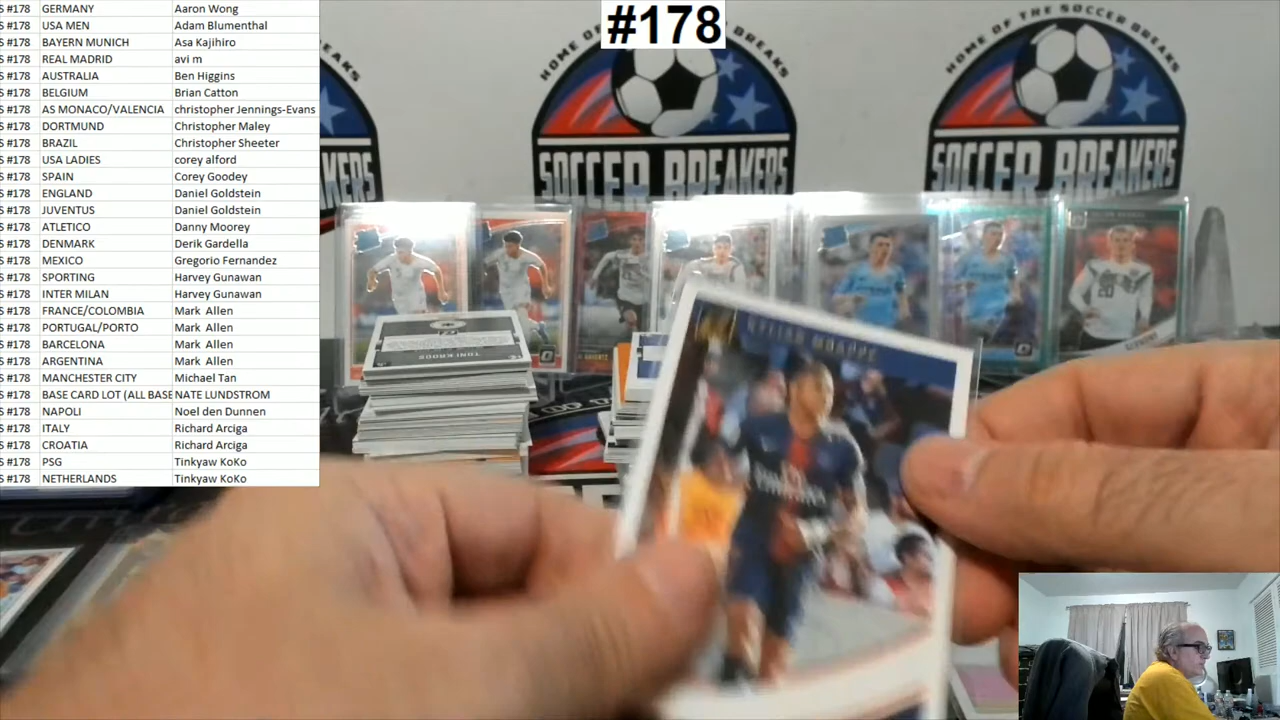 #178
S #178 GERMANY Aaron Wong
S #178 USA MEN Adam Blumenthal
S #178 BAYERN MUNICH Asa Kajihiro
S #178 REAL MADRID avi m
S #178 AUSTRALIA Ben Higgins
S #178 BELGIUM Brian Catton
S #178 AS MONACO/VALENCIA christopher Jennings-Evans
S #178 DORTMUND Christopher Maley
S #178 BRAZIL Christopher Sheeter
S #178 USA LADIES corey alford
S #178 SPAIN Corey Goodey
S #178 ENGLAND Daniel Goldstein
S #178 JUVENTUS Daniel Goldstein
S #178 ATLETICO Danny Moorey
S #178 DENMARK Derik Gardella
S #178 MEXICO Gregorio Fernandez
S #178 SPORTING Harvey Gunawan
S #178 INTER MILAN Harvey Gunawan
S #178 FRANCE/COLOMBIA Mark Allen
S #178 PORTUGAL/PORTO Mark Allen
S #178 BARCELONA Mark Allen
S #178 ARGENTINA Mark Allen
S #178 MANCHESTER CITY Michael Tan
S #178 BASE CARD LOT (ALL BASE NATE LUNDSTROM
S #178 NAPOLI Noel den Dunnen
S #178 ITALY Richard Arciga
S #178 CROATIA Richard Arciga
S #178 PSG Tinkyaw KoKo
S #178 NETHERLANDS Tinkyaw KoKo
HOME OF THE SOCCER BREAKS
SOCCER BREAKERS
HOME OF THE SOCCER BREAKS
SOCCER BREAKERS
TONI KROOS
KYLIAN MBAPPE